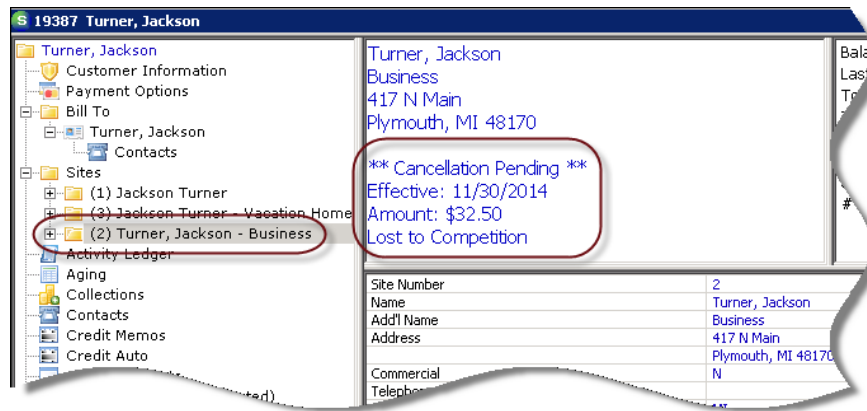 19387 Turner, Jackson
Turner, Jackson
Customer Information
Payment Options
Bill To
Turner, Jackson
Contacts
Sites
(1) Jackson Turner
(3) Jackson Turner - Vacation Home
(2) Turner, Jackson - Business
Activity Ledger
Aging
Collections
Contacts
Credit Memos
Credit Auto
Turner, Jackson
Business
417 N Main
Plymouth, MI 48170
** Cancellation Pending **
Effective: 11/30/2014
Amount: $32.50
Lost to Competition
Site Number 2
Name Turner, Jackson
Add'l Name Business
Address 417 N Main
Plymouth, MI 48170
Commercial N
#